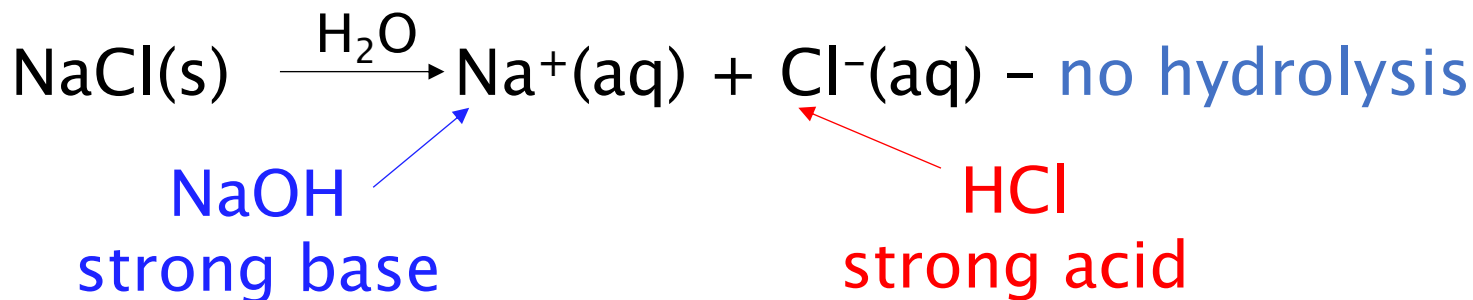 H₂O
NaCl(s) → Na⁺(aq) + Cl⁻(aq) – no hydrolysis
NaOH
strong base
HCl
strong acid